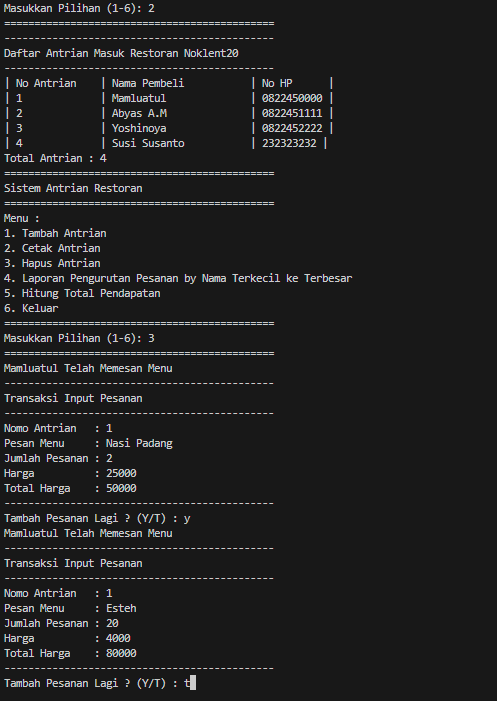 Masukkan Pilihan (1-6): 2
=============================================
---------------------------------------------
Daftar Antrian Masuk Restoran Noklent20
---------------------------------------------
| No Antrian    | Nama Pembeli           | No HP      |
| 1             | Mamluatul              | 0822450000 |
| 2             | Abyas A.M              | 0822451111 |
| 3             | Yoshinoya              | 0822452222 |
| 4             | Susi Susanto           | 232323232 |
Total Antrian : 4
=============================================
Sistem Antrian Restoran
=============================================
Menu :
1. Tambah Antrian
2. Cetak Antrian
3. Hapus Antrian
4. Laporan Pengurutan Pesanan by Nama Terkecil ke Terbesar
5. Hitung Total Pendapatan
6. Keluar
=============================================
Masukkan Pilihan (1-6): 3
=============================================
Mamluatul Telah Memesan Menu
---------------------------------------------
Transaksi Input Pesanan
---------------------------------------------
Nomo Antrian   : 1
Pesan Menu     : Nasi Padang
Jumlah Pesanan : 2
Harga          : 25000
Total Harga    : 50000
---------------------------------------------
Tambah Pesanan Lagi ? (Y/T) : y
Mamluatul Telah Memesan Menu
---------------------------------------------
Transaksi Input Pesanan
---------------------------------------------
Nomo Antrian   : 1
Pesan Menu     : Esteh
Jumlah Pesanan : 20
Harga          : 4000
Total Harga    : 80000
---------------------------------------------
Tambah Pesanan Lagi ? (Y/T) : t